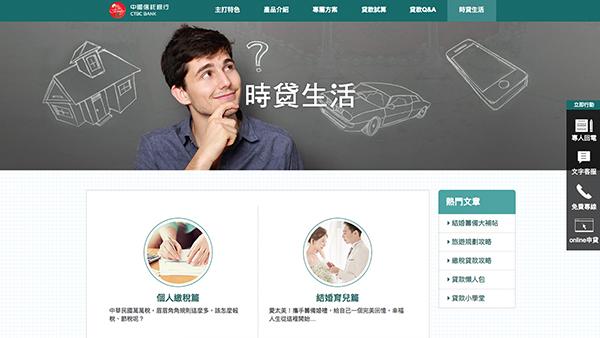 中國信託銀行
CTBC BANK
主打特色
產品介紹
專屬方案
貸款試算
貸款Q&A
時貸生活
?
時貸生活
立即行動
專人回電
文字客服
免費專線
online申貸
熱門文章
結婚籌備大補帖
旅遊規劃攻略
繳稅貸款攻略
貸款懶人包
貸款小學堂
個人繳稅篇
中華民國萬萬稅，眉眉角角規則這麼多，該怎麼報
稅、節稅呢？
結婚育兒篇
愛太美！攜手籌備婚禮，給自己一個完美回憶，幸福
人生從這裡開始...